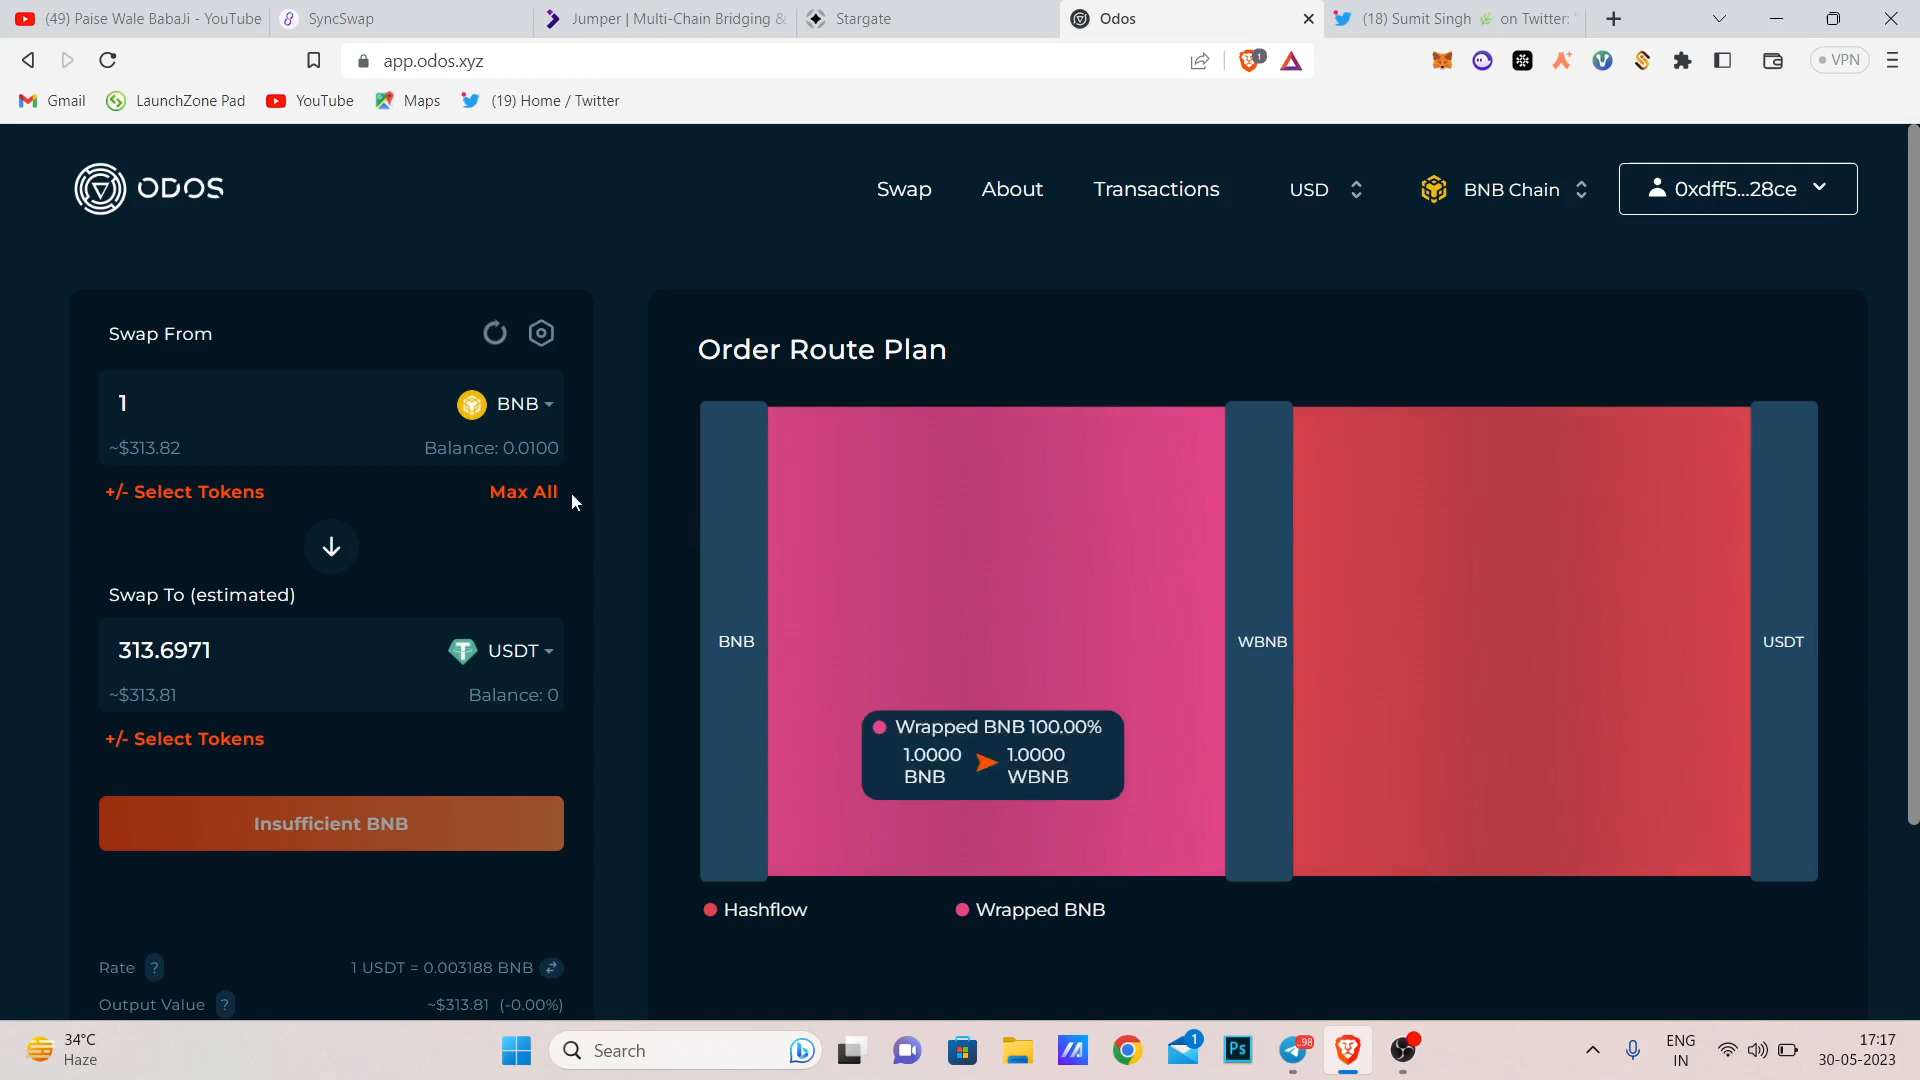 (49) Paise Wale BabaJi - YouTube
SyncSwap
Jumper | Multi-Chain Bridging &
Stargate
Odos
(18) Sumit Singh 🌿 on Twitter:
app.odos.xyz
1
VPN
Gmail
LaunchZone Pad
YouTube
Maps
(19) Home / Twitter
ODOS
Swap
About
Transactions
USD
BNB Chain
0xdff5...28ce
Swap From
1
BNB
~$313.82
Balance: 0.0100
+/- Select Tokens
Max All
Swap To (estimated)
313.6971
USDT
~$313.81
Balance: 0
+/- Select Tokens
Insufficient BNB
Rate ?
1 USDT = 0.003188 BNB
Output Value ?
~$313.81 (-0.00%)
Order Route Plan
BNB
WBNB
USDT
Wrapped BNB 100.00%
1.0000 1.0000
BNB WBNB
Hashflow
Wrapped BNB
34°C
Haze
Search
1
Ps
98
ENG
IN
17:17
30-05-2023